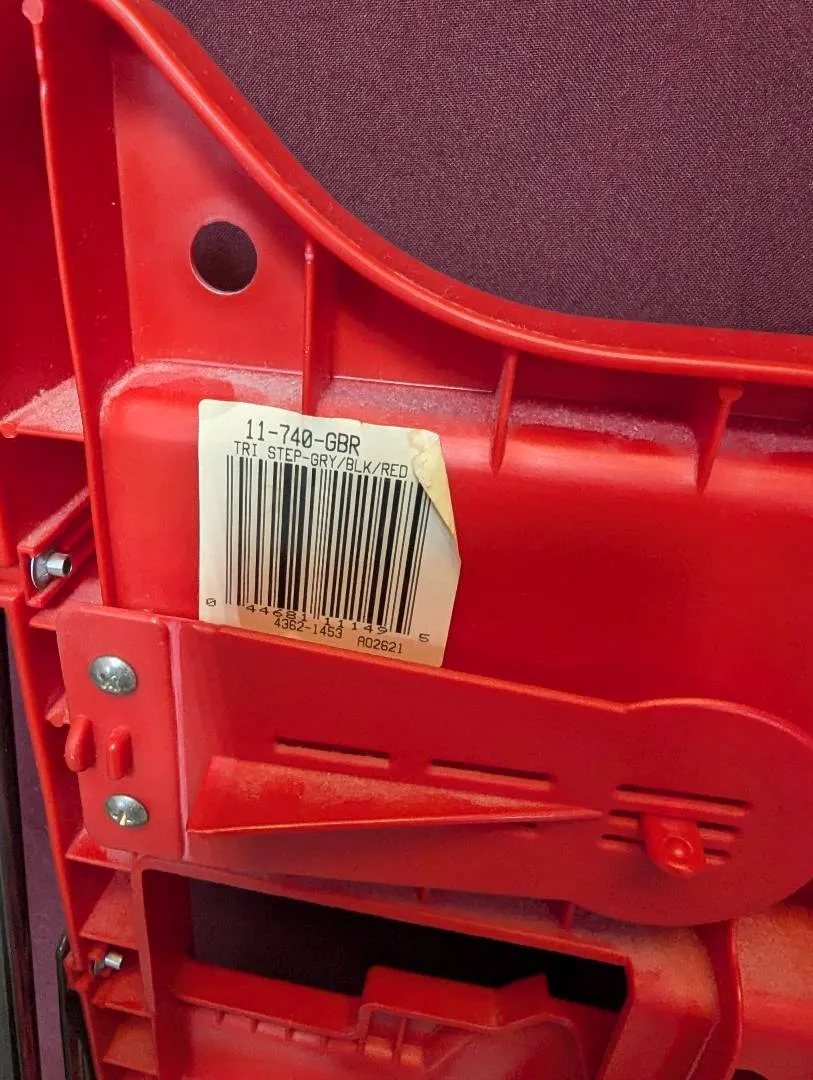 11-740-GBR
TRI STEP-GRY/BLK/RED
0 44681 11149 5
4362-1453 A02621